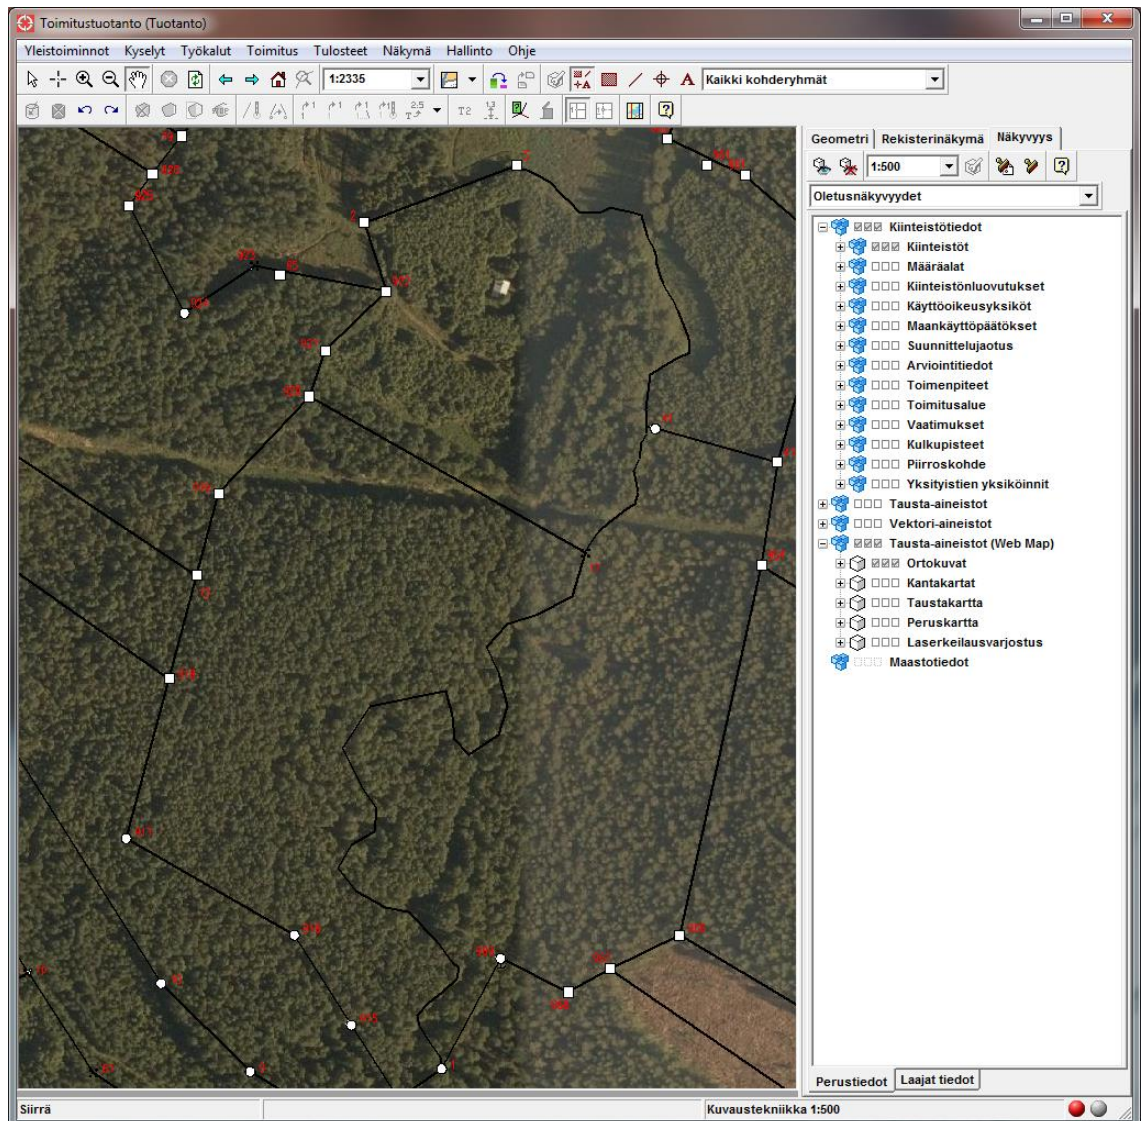 Toimitustuotanto (Tuotanto)
Yleistoiminnot Kyselyt Työkalut Toimitus Tulosteet Näkymä Hallinto Ohje
1:2335 A Kaikki kohderyhmät
T2
Geometri Rekisterinäkymä Näkyvyys
1:500
Oletusnäkyvyydet
Kiinteistötiedot
Kiinteistöt
Määräalat
Kiinteistönluovutukset
Käyttöoikeusyksiköt
Maankäyttöpäätökset
Suunnittelujaotus
Arviointitiedot
Toimenpiteet
Toimitusalue
Vaatimukset
Kulkupisteet
Piirroskohde
Yksityistien yksiköinnit
Tausta-aineistot
Vektori-aineistot
Tausta-aineistot (Web Map)
Ortokuvat
Kantakartat
Taustakartta
Peruskartta
Laserkeilausvarjostus
Maastotiedot
Perustiedot Laajat tiedot
Siirrä Kuvaustekniikka 1:500